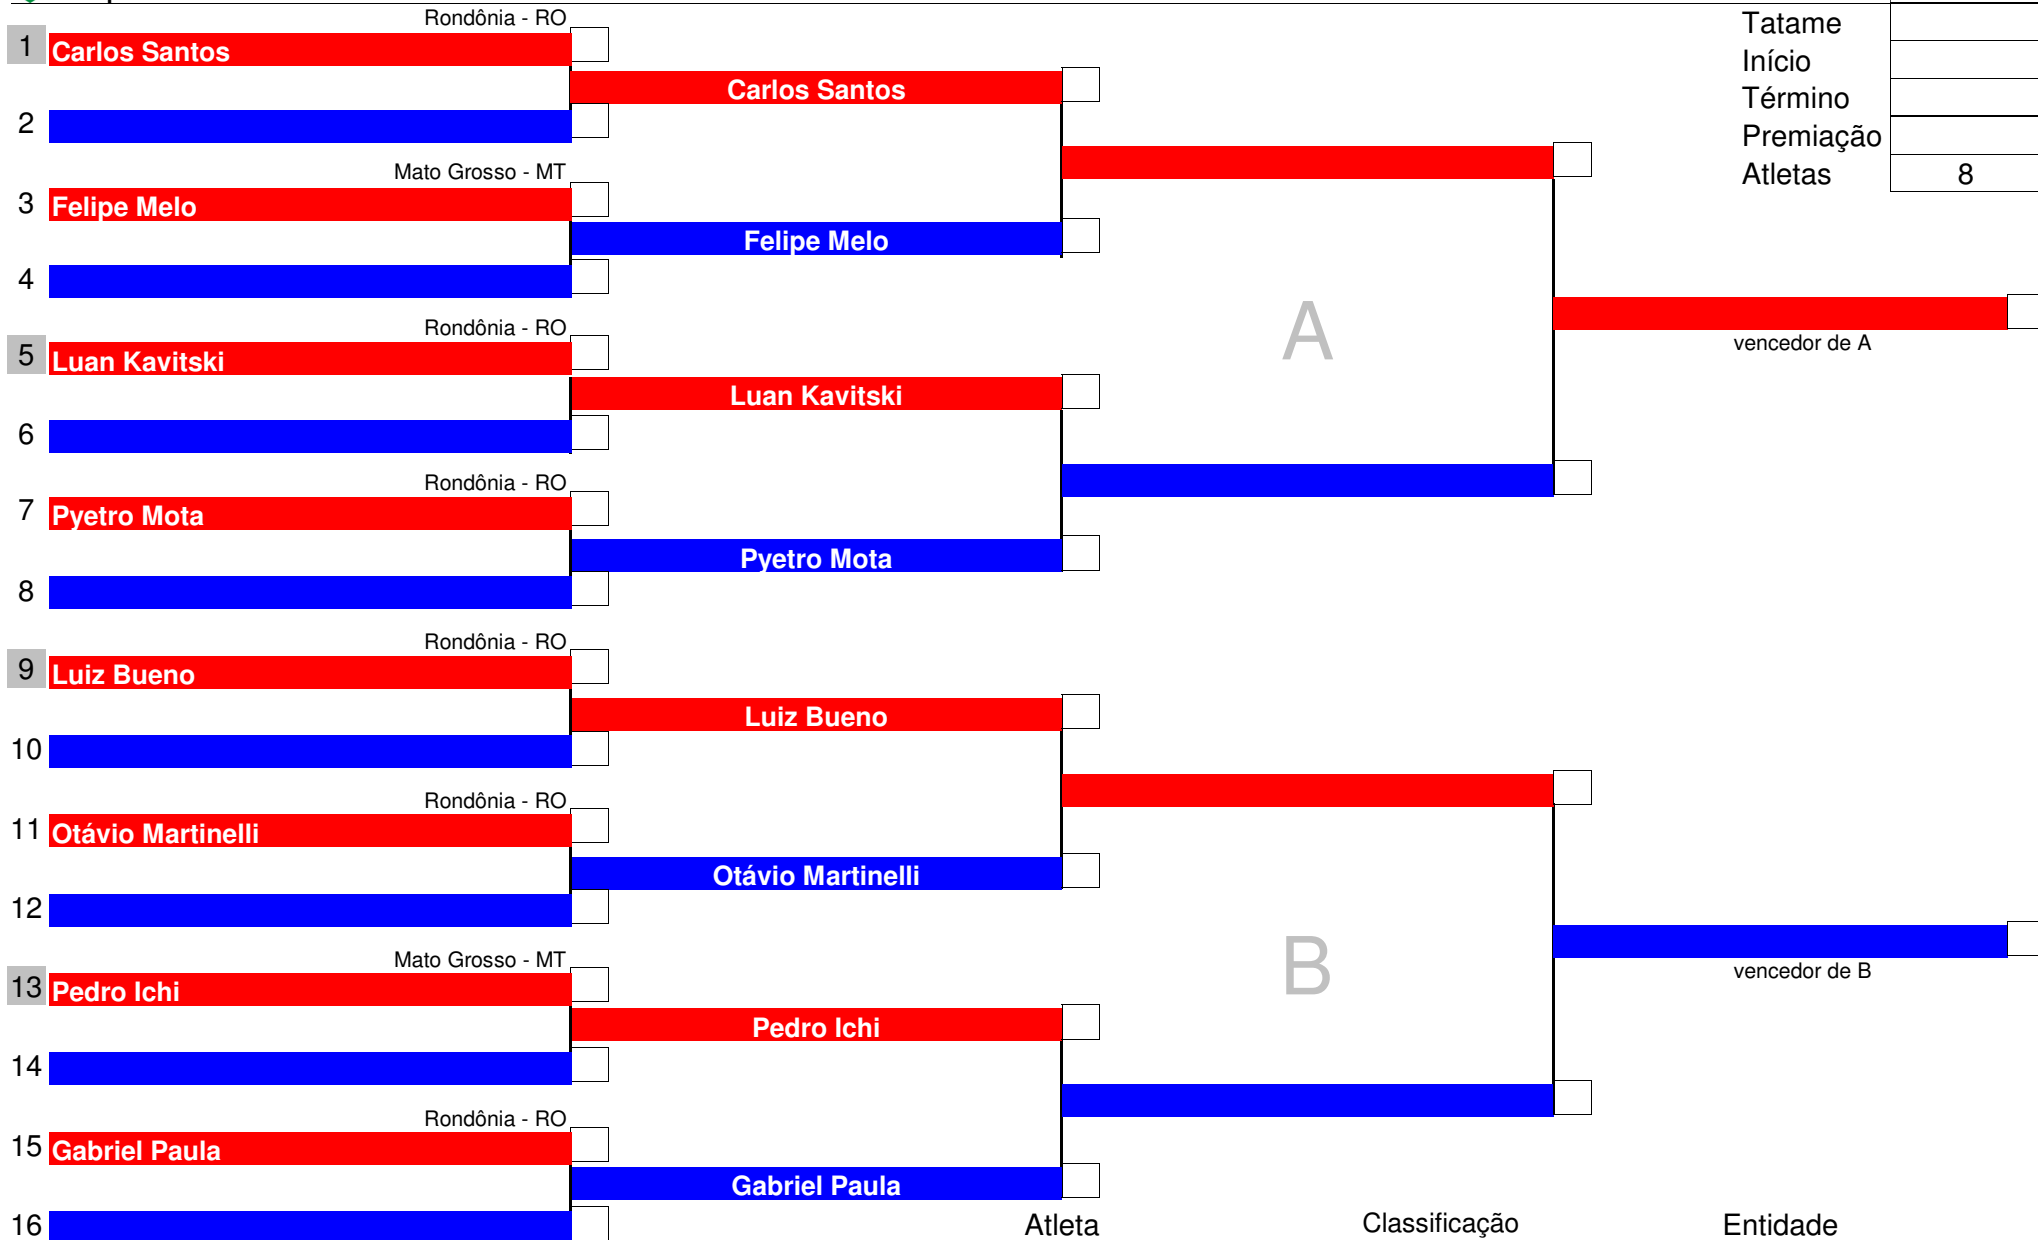 Rondônia - RO
Tatame
1 Carlos Santos
Início
Carlos Santos
Término
2
Premiação
Mato Grosso - MT
Atletas 8
3 Felipe Melo
Felipe Melo
4
Rondônia - RO
A
vencedor de A
5 Luan Kavitski
Luan Kavitski
6
Rondônia - RO
7 Pyetro Mota
Pyetro Mota
8
Rondônia - RO
9 Luiz Bueno
Luiz Bueno
10
Rondônia - RO
11 Otávio Martinelli
Otávio Martinelli
12
Mato Grosso - MT
B
vencedor de B
13 Pedro Ichi
Pedro Ichi
14
Rondônia - RO
15 Gabriel Paula
Gabriel Paula
16
Atleta Classificação Entidade